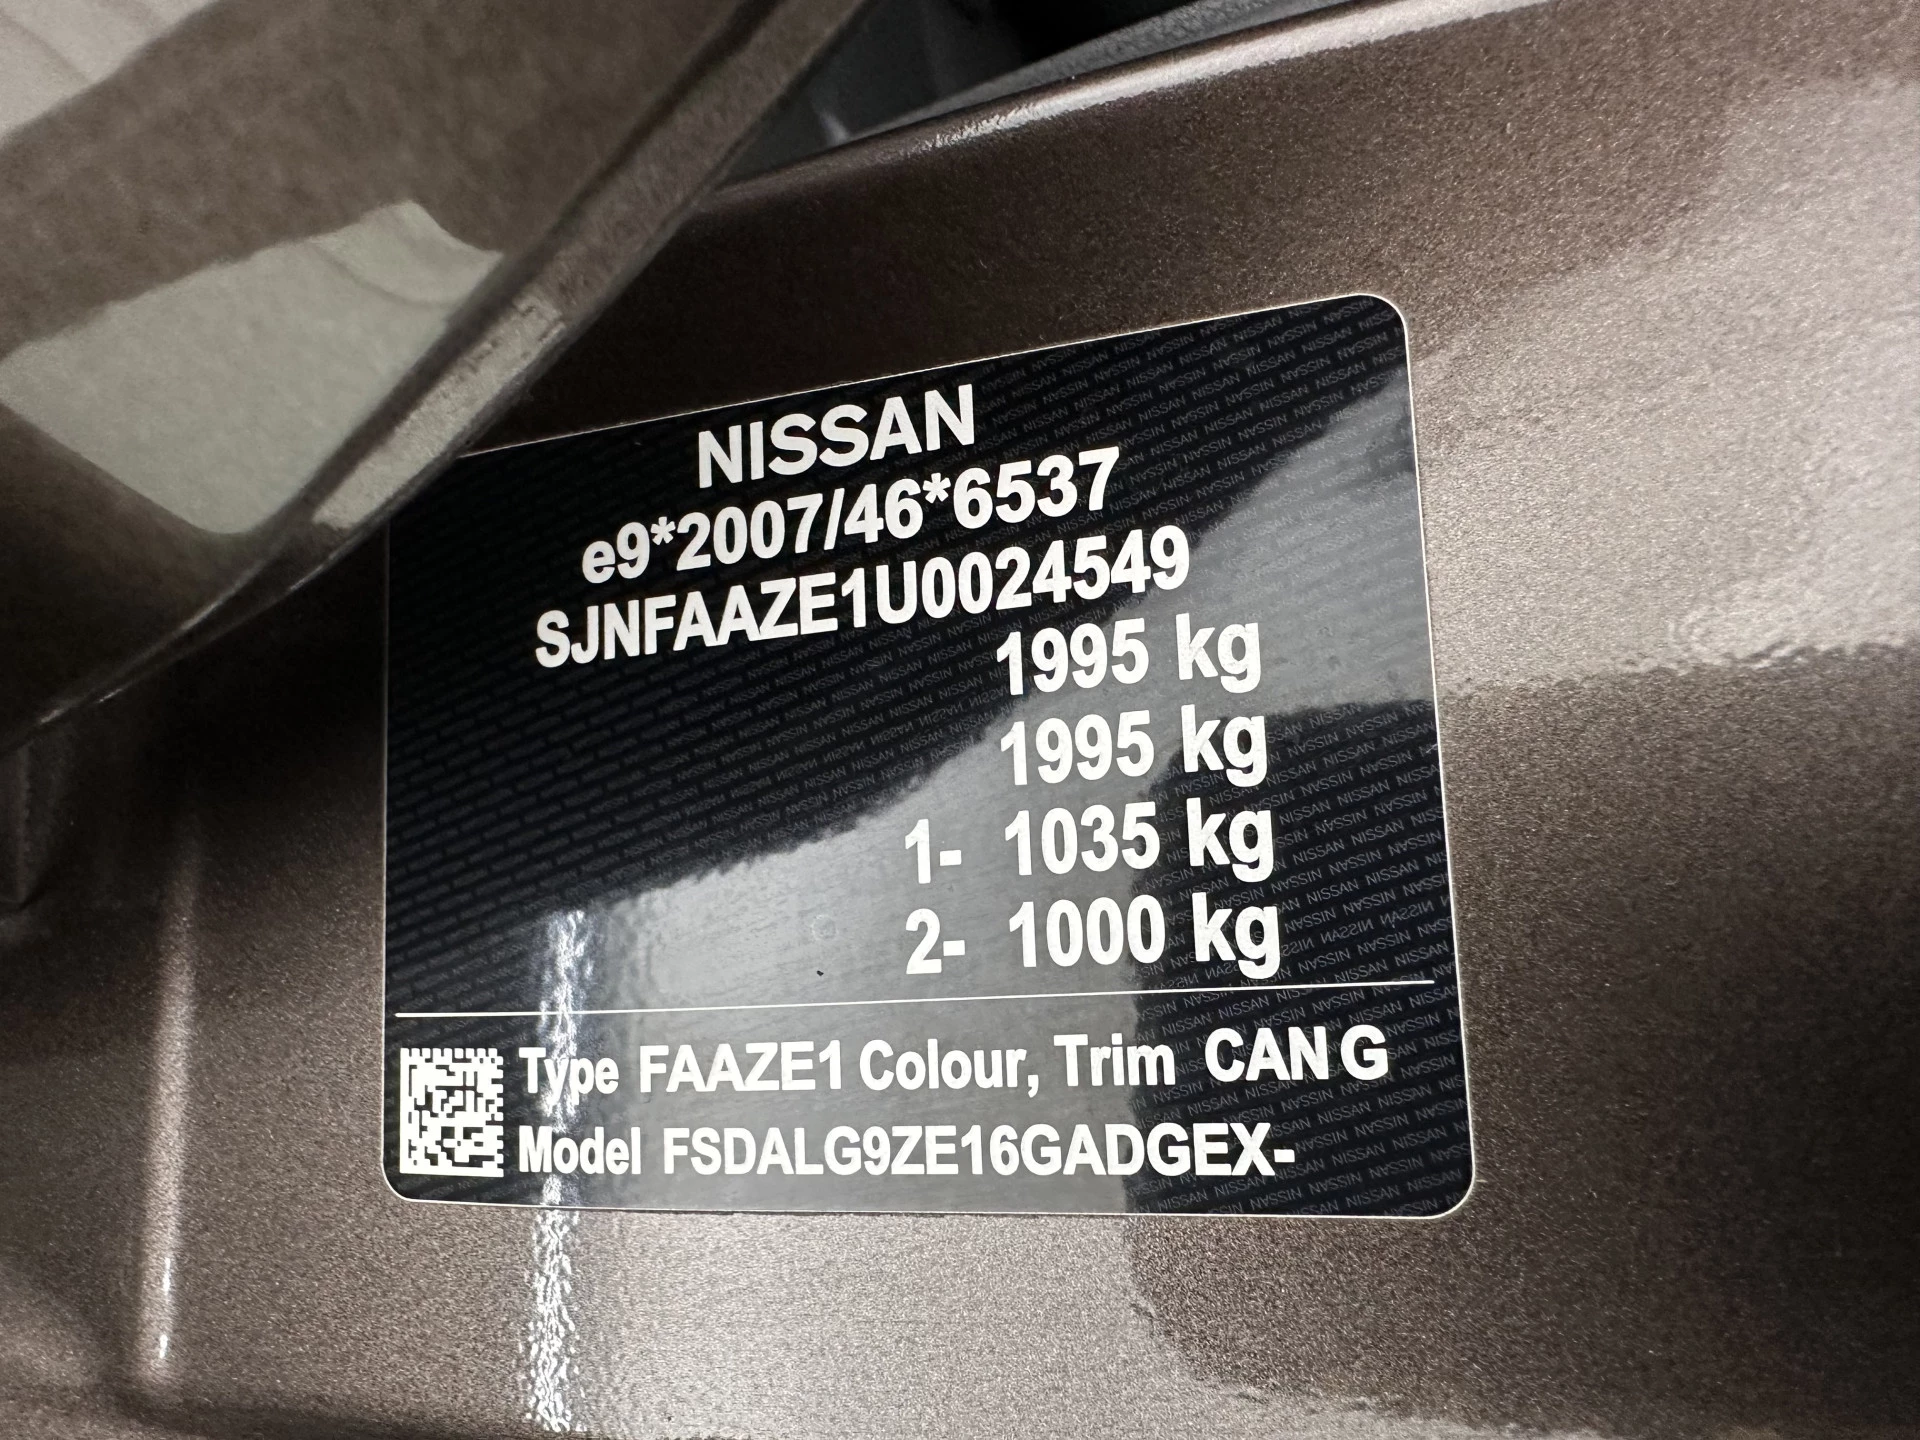 NISSAN
e9*2007/46*6537
SJNFAAZE1U0024549
1995 kg
1995 kg
1- 1035 kg
2- 1000 kg
Type FAAZE1 Colour, Trim CAN G
Model FSDALG9ZE16GADGEX-